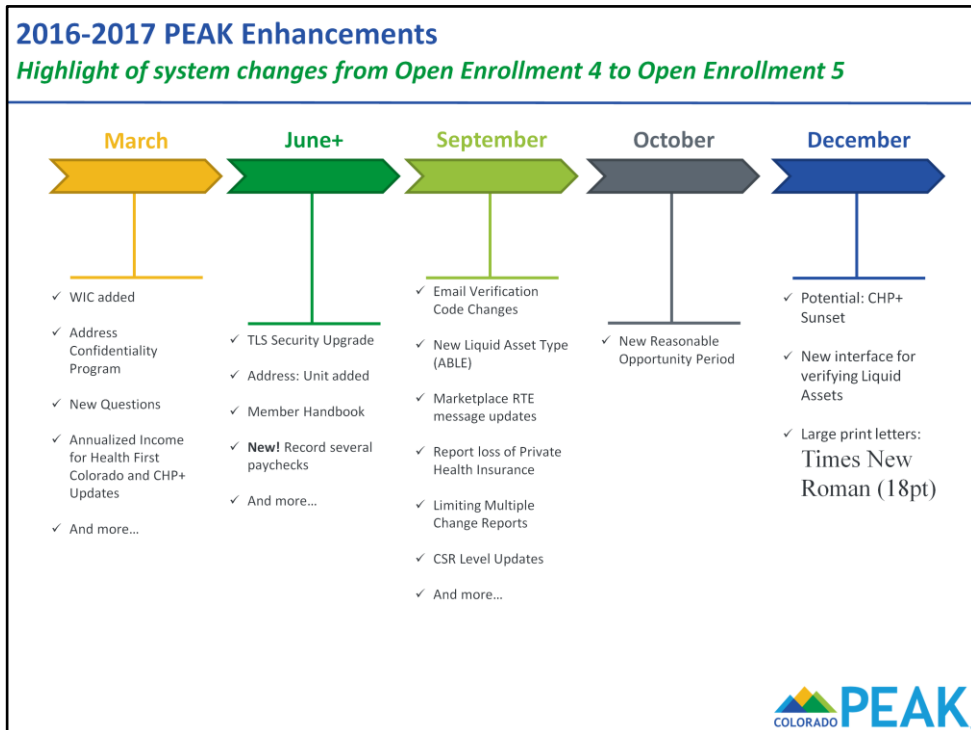 2016-2017 PEAK Enhancements
Highlight of system changes from Open Enrollment 4 to Open Enrollment 5
March
✓ WIC added
✓ Address
Confidentiality
Program
✓ New Questions
✓ Annualized Income
for Health First
Colorado and CHP+
Updates
✓ And more…
June+
✓ TLS Security Upgrade
✓ Address: Unit added
✓ Member Handbook
✓ New! Record several
paychecks
✓ And more…
September
✓ Email Verification
Code Changes
✓ New Liquid Asset Type
(ABLE)
✓ Marketplace RTE
message updates
✓ Report loss of Private
Health Insurance
✓ Limiting Multiple
Change Reports
✓ CSR Level Updates
✓ And more…
October
✓ New Reasonable
Opportunity Period
December
✓ Potential: CHP+
Sunset
✓ New interface for
verifying Liquid
Assets
✓ Large print letters:
Times New
Roman (18pt)
COLORADO PEAK